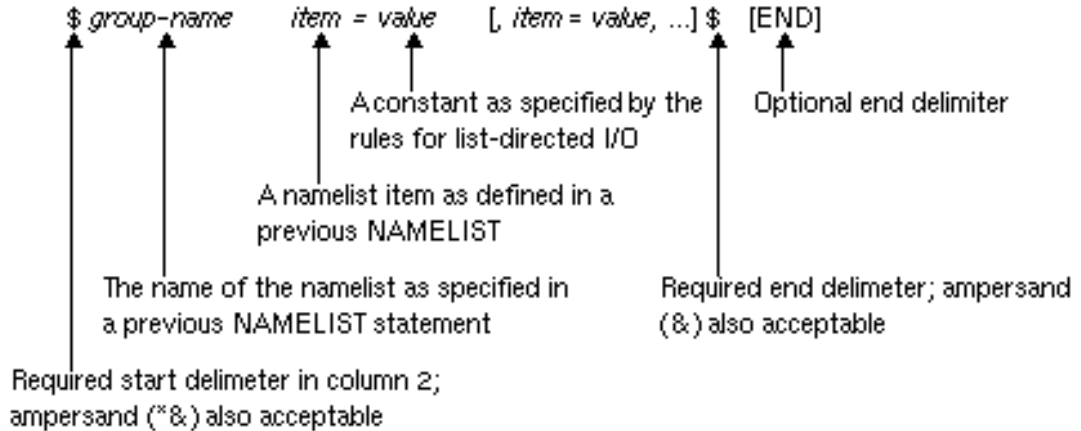 $ group-name item = value [, item = value, ...] $ [END]
A constant as specified by the
rules for list-directed I/O
Optional end delimiter
A namelist item as defined in a
previous NAMELIST
The name of the namelist as specified in
a previous NAMELIST statement
Required end delimeter; ampersand
(&) also acceptable
Required start delimeter in column 2;
ampersand ("&) also acceptable